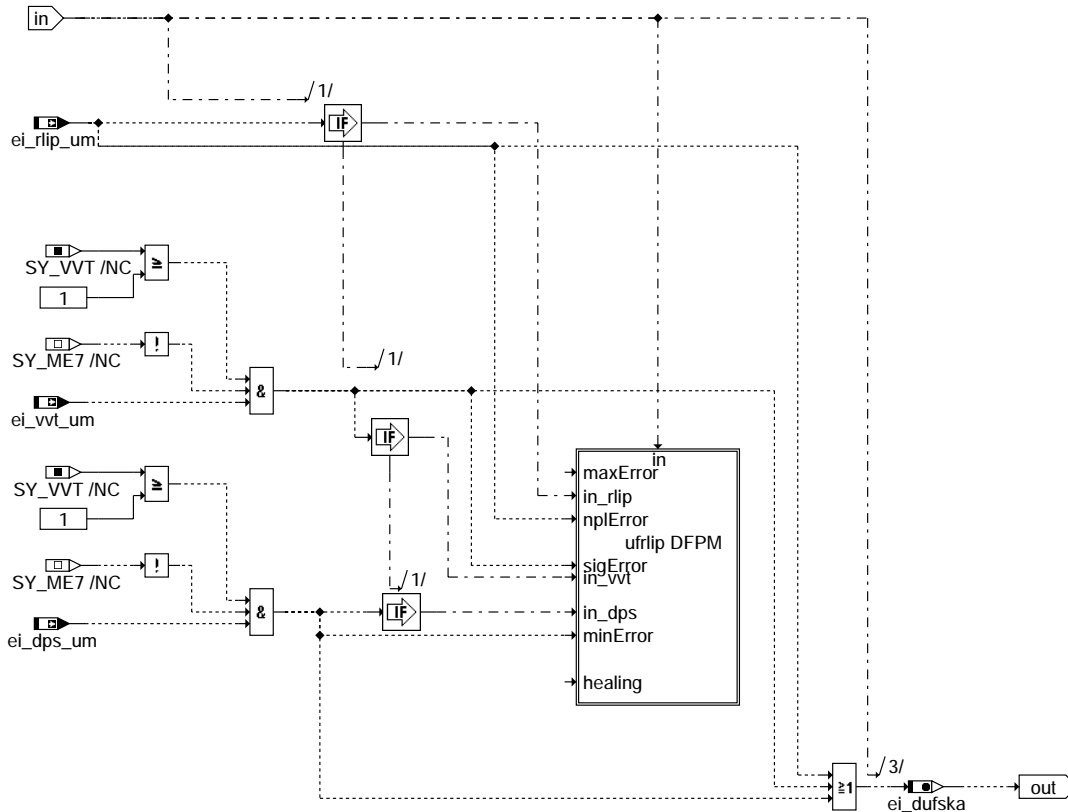 in
/1/
IF
ei_rlip_um
SY_VVT /NC
≥
1
/1/
SY_ME7 /NC
!
&
ei_vvt_um
IF
in
SY_VVT /NC
≥
maxError
in_rlip
1
nplError
ufrlip DFPM
SY_ME7 /NC
!
sigError
in_vvt
/1/
&
IF
in_dps
ei_dps_um
minError
healing
/3/
≥1
out
ei_dufska